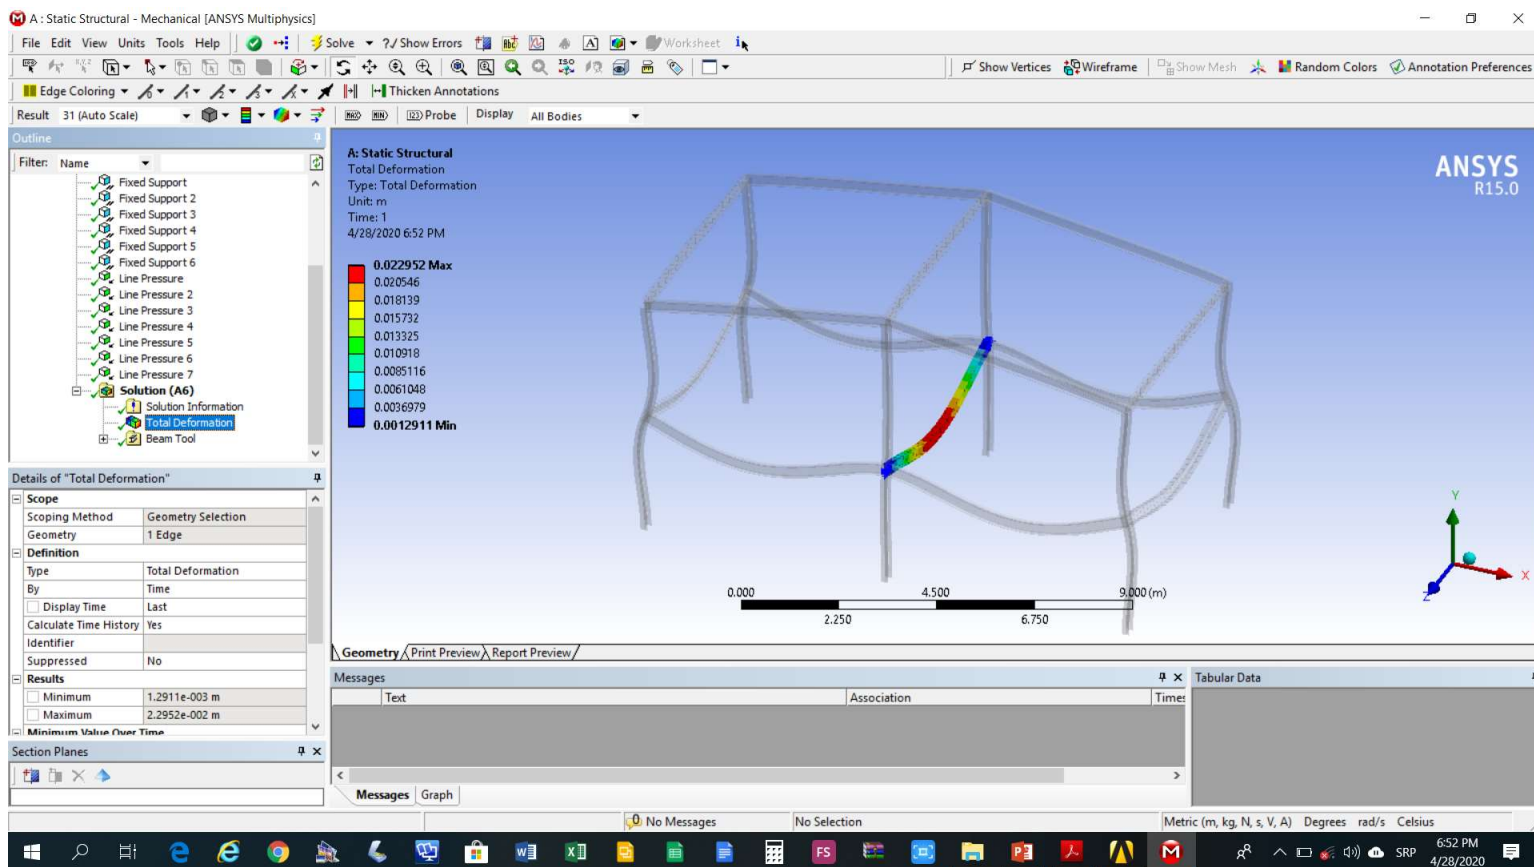 A : Static Structural - Mechanical [ANSYS Multiphysics]
File Edit View Units Tools Help Solve ?/ Show Errors Worksheet
Show Vertices Wireframe Show Mesh Random Colors Annotation Preferences
Edge Coloring Thicken Annotations
Result 31 (Auto Scale) MAX MIN 123 Probe Display All Bodies
Outline
Filter: Name
Fixed Support
Fixed Support 2
Fixed Support 3
Fixed Support 4
Fixed Support 5
Fixed Support 6
Line Pressure
Line Pressure 2
Line Pressure 3
Line Pressure 4
Line Pressure 5
Line Pressure 6
Line Pressure 7
Solution (A6)
Solution Information
Total Deformation
Beam Tool
A: Static Structural
Total Deformation
Type: Total Deformation
Unit: m
Time: 1
4/28/2020 6:52 PM
0.022952 Max
0.020546
0.018139
0.015732
0.013325
0.010918
0.0085116
0.0061048
0.0036979
0.0012911 Min
ANSYS
R15.0
0.000 4.500 9.000 (m)
2.250 6.750
Y
X
Z
Details of "Total Deformation"
Scope
Scoping Method Geometry Selection
Geometry 1 Edge
Definition
Type Total Deformation
By Time
Display Time Last
Calculate Time History Yes
Identifier
Suppressed No
Results
Minimum 1.2911e-003 m
Maximum 2.2952e-002 m
Minimum Value Over Time
Section Planes
Geometry Print Preview Report Preview
Messages
Text Association Times
Tabular Data
Messages Graph
No Messages No Selection Metric (m, kg, N, s, V, A) Degrees rad/s Celsius
FS SRP 6:52 PM
4/28/2020